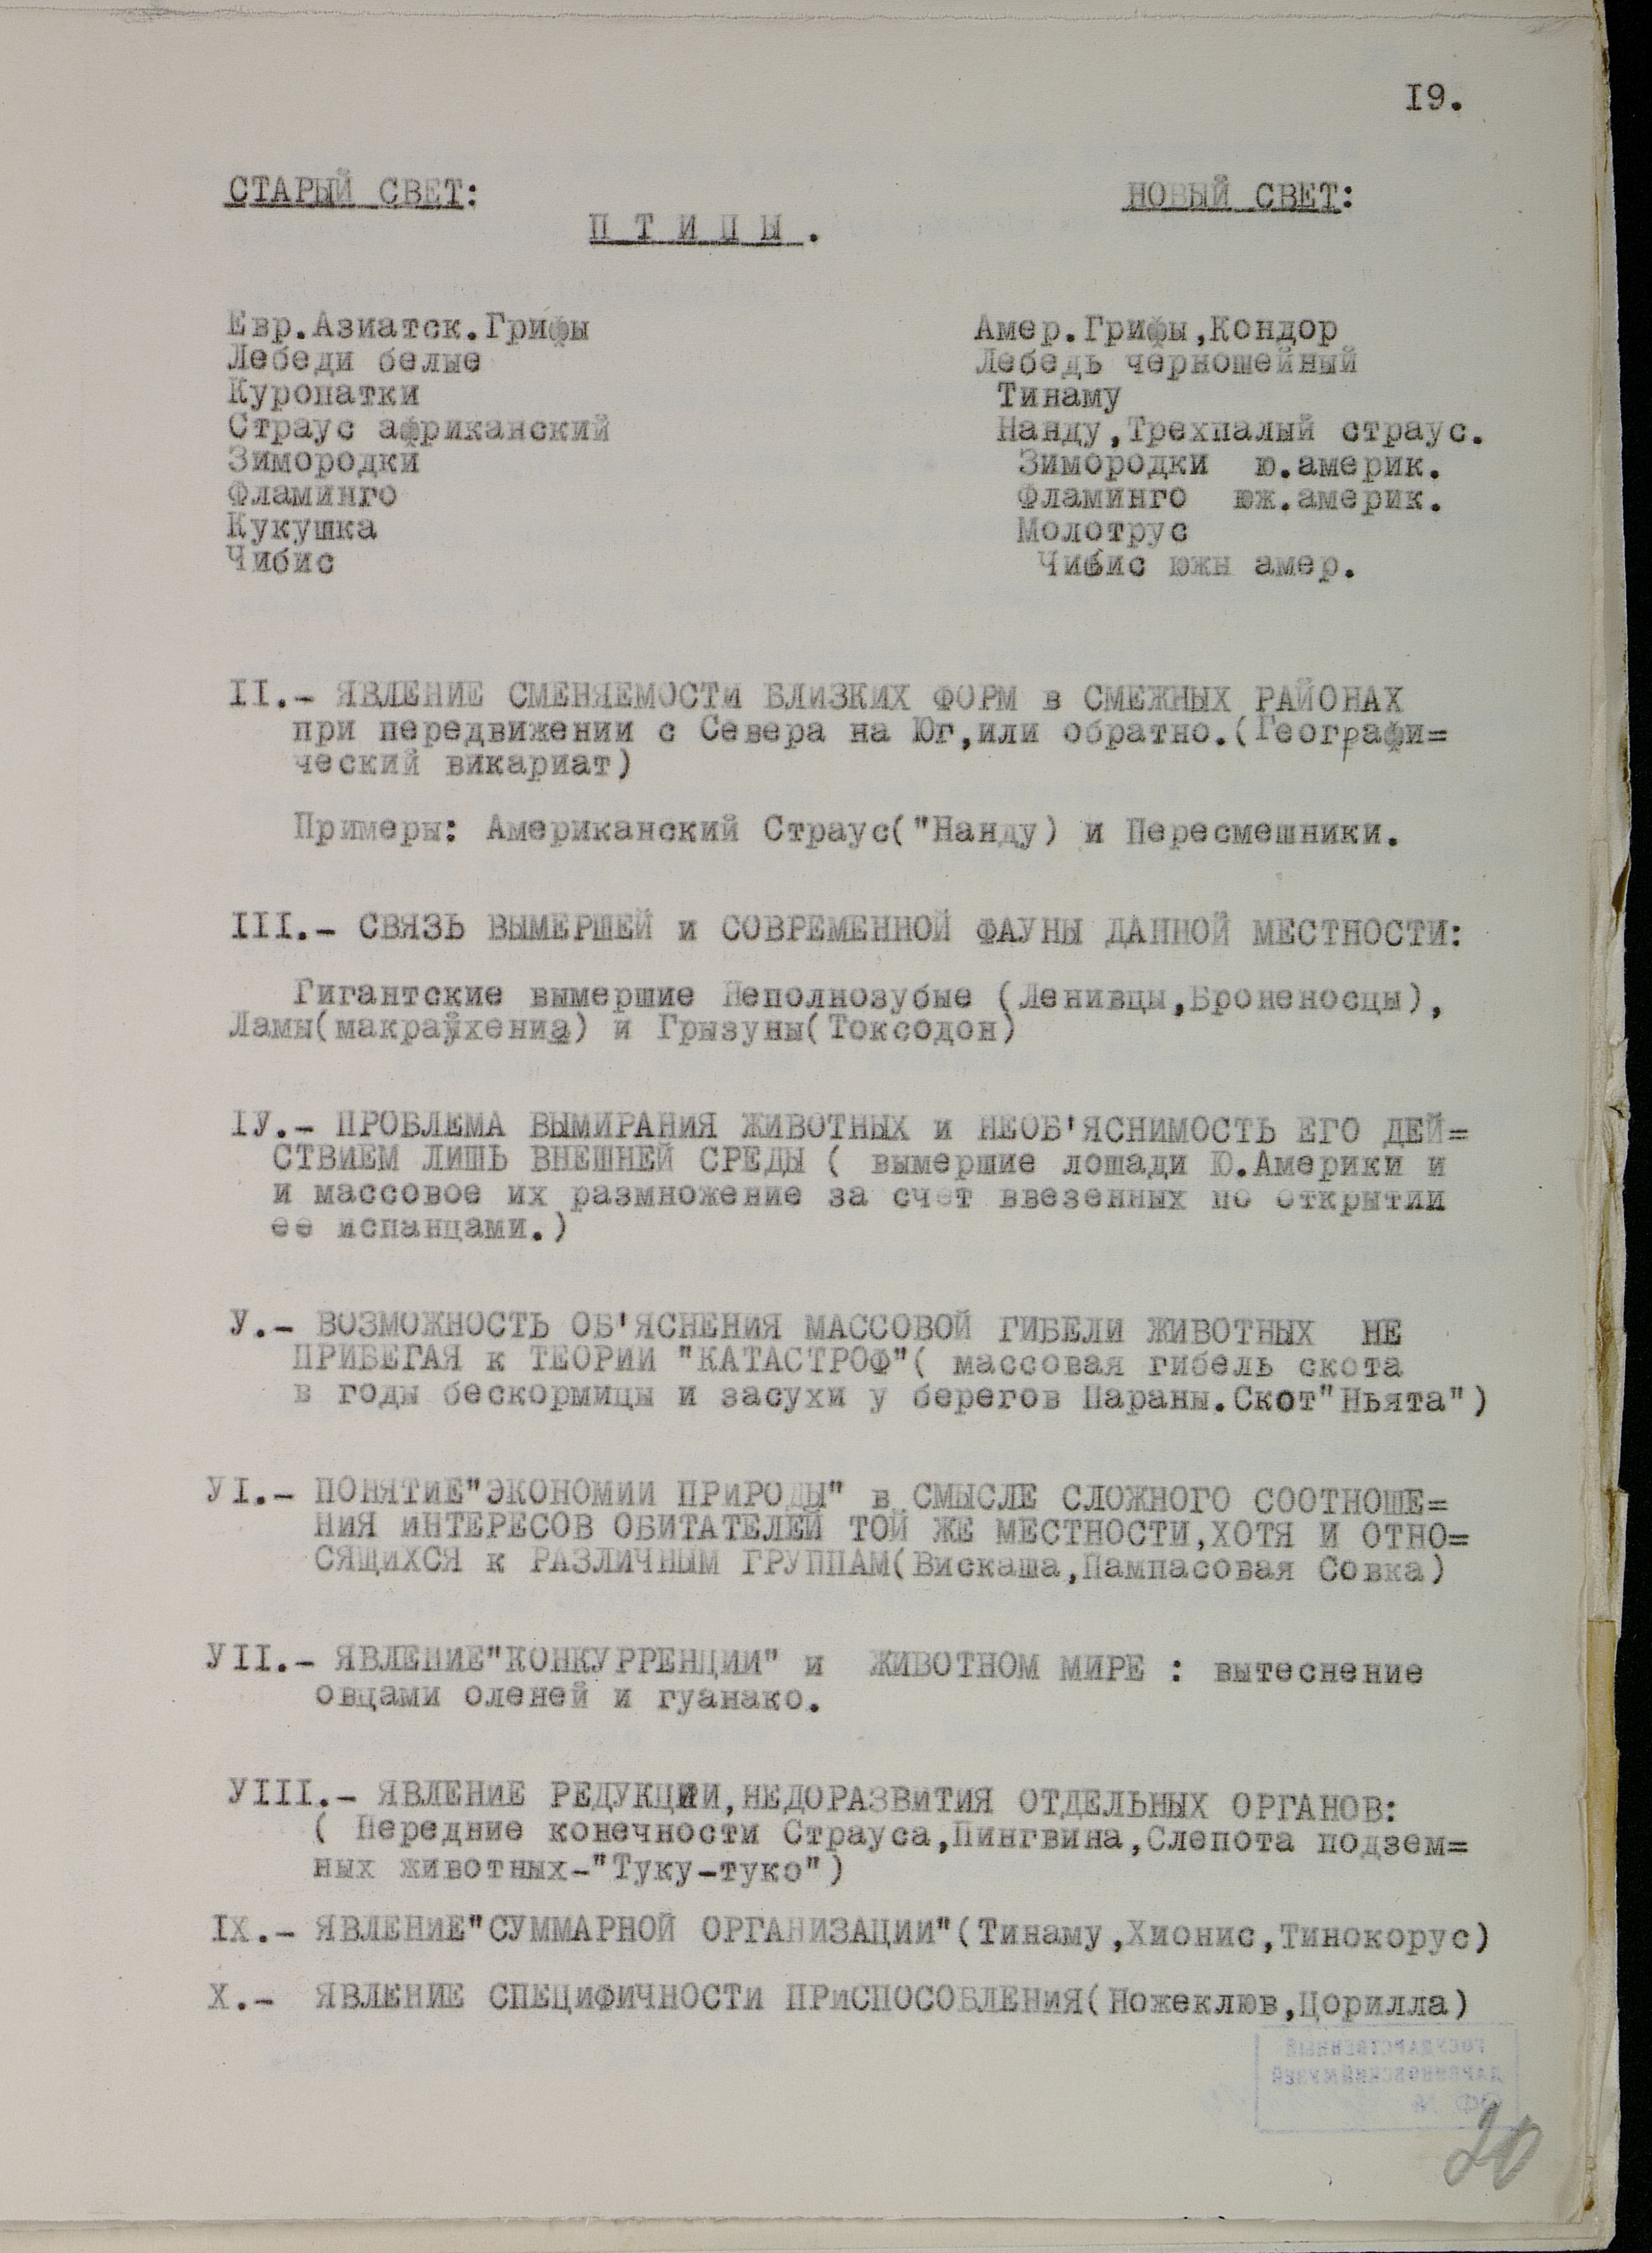 I9.
СТАРЫЙ СВЕТ:
НОВЫЙ СВЕТ:
П Т И Ц Ы .
Евр.Азиатск.Грифы
Амер.Грифы,Кондор
Лебеди белые
Лебедь черношейный
Куропатки
Тинаму
Страус африканский
Нанду,Трехпалый страус.
Зимородки
Зимородки ю.америк.
Фламинго
Фламинго юж.америк.
Кукушка
Молотрус
Чибис
Чибис южн амер.
II.- ЯВЛЕНИЕ СМЕНЯЕМОСТИ БЛИЗКИХ ФОРМ в СМЕЖНЫХ РАЙОНАХ
при передвижении с Севера на Юг,или обратно.(Географи=
ческий викариат)
Примеры: Американский Страус("Нанду) и Пересмешники.
III.- СВЯЗЬ ВЫМЕРШЕЙ и СОВРЕМЕННОЙ ФАУНЫ ДАННОЙ МЕСТНОСТИ:
Гигантские вымершие Неполнозубые (Ленивцы,Броненосцы),
Ламы(макраухениа) и Грызуны(Токсодон)
IУ.- ПРОБЛЕМА ВЫМИРАНИЯ ЖИВОТНЫХ и НЕОБ'ЯСНИМОСТЬ ЕГО ДЕЙ=
СТВИЕМ ЛИШЬ ВНЕШНЕЙ СРЕДЫ ( вымершие лошади Ю.Америки и
и массовое их размножение за счет ввезенных по открытии
ее испанцами.)
У.- ВОЗМОЖНОСТЬ ОБ'ЯСНЕНИЯ МАССОВОЙ ГИБЕЛИ ЖИВОТНЫХ НЕ
ПРИБЕГАЯ к ТЕОРИИ "КАТАСТРОФ"( массовая гибель скота
в годы бескормицы и засухи у берегов Параны.Скот"Ньята")
УI.- ПОНЯТИЕ"ЭКОНОМИИ ПРИРОДЫ" в СМЫСЛЕ СЛОЖНОГО СООТНОШЕ=
НИЯ ИНТЕРЕСОВ ОБИТАТЕЛЕЙ ТОЙ ЖЕ МЕСТНОСТИ,ХОТЯ И ОТНО=
СЯЩИХСЯ к РАЗЛИЧНЫМ ГРУППАМ(Вискаша,Пампасовая Совка)
УII.- ЯВЛЕНИЕ"КОНКУРРЕНЦИИ" и ЖИВОТНОМ МИРЕ : вытеснение
овцами оленей и гуанако.
УIII.- ЯВЛЕНИЕ РЕДУКЦИИ,НЕДОРАЗВИТИЯ ОТДЕЛЬНЫХ ОРГАНОВ:
( Передние конечности Страуса,Пингвина,Слепота подзем=
ных животных-"Туку-туко")
IX.- ЯВЛЕНИЕ"СУММАРНОЙ ОРГАНИЗАЦИИ"(Тинаму,Хионис,Тинокорус)
X.- ЯВЛЕНИЕ СПЕЦИФИЧНОСТИ ПРИСПОСОБЛЕНИЯ(Ножеклюв,Цорилла)
ГОСУДАРСТВЕННЫЙ
ДАРВИНОВСКИЙ МУЗЕЙ
ОФ №
20